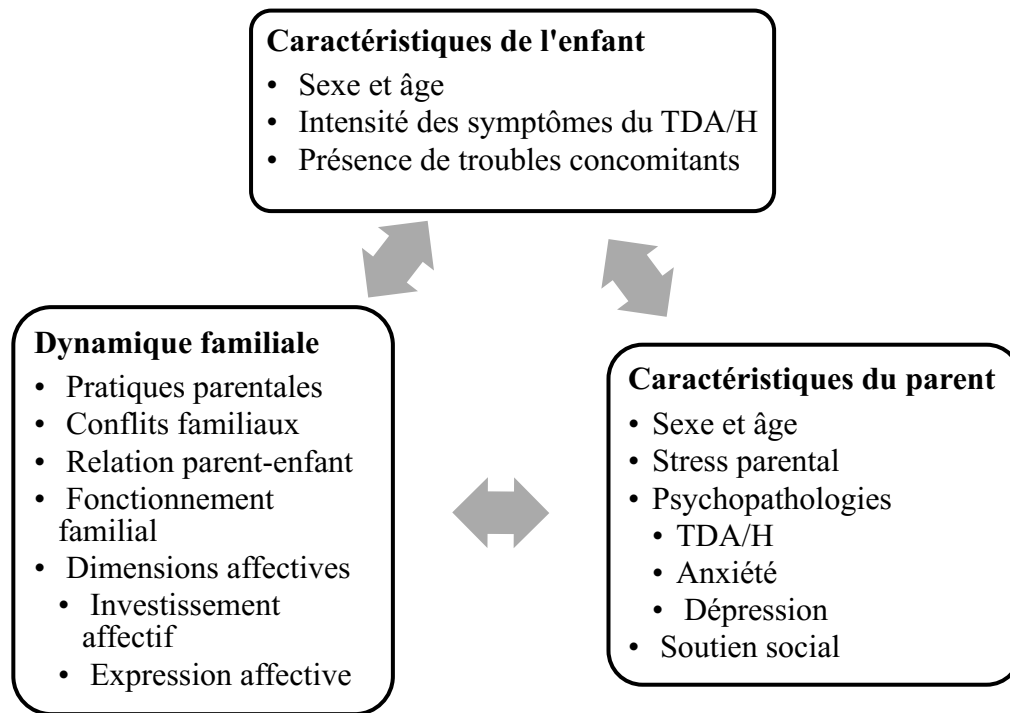 Caractéristiques de l'enfant
• Sexe et âge
• Intensité des symptômes du TDA/H
• Présence de troubles concomitants
Dynamique familiale
• Pratiques parentales
• Conflits familiaux
• Relation parent-enfant
• Fonctionnement
familial
• Dimensions affectives
• Investissement
affectif
• Expression affective
Caractéristiques du parent
• Sexe et âge
• Stress parental
• Psychopathologies
• TDA/H
• Anxiété
• Dépression
• Soutien social